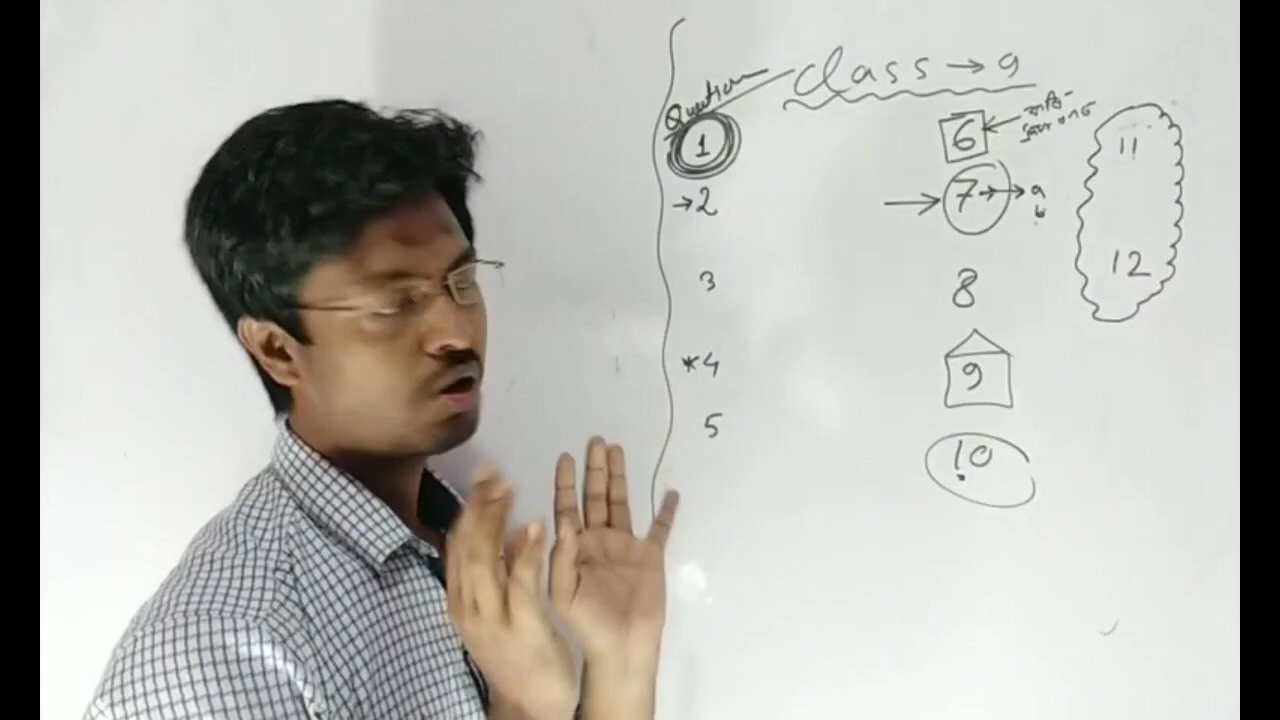 class → 9
Question
1
6
→ 2
→ 7 → a
b
3
8
* 4
9
5
10
11
12